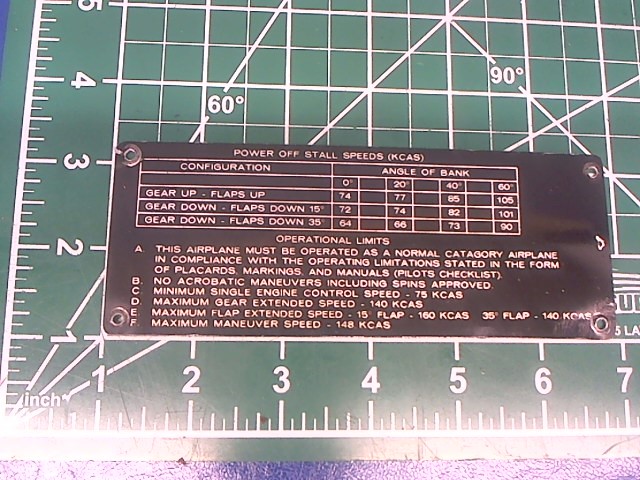 5
4
60°
90°
3
POWER OFF STALL SPEEDS (KCAS)
CONFIGURATION ANGLE OF BANK
0° 20° 40° 60°
GEAR UP - FLAPS UP 74 77 85 105
GEAR DOWN - FLAPS DOWN 15° 72 74 82 101
GEAR DOWN - FLAPS DOWN 35° 64 66 73 90
OPERATIONAL LIMITS
A. THIS AIRPLANE MUST BE OPERATED AS A NORMAL CATAGORY AIRPLANE
IN COMPLIANCE WITH THE OPERATING LIMITATIONS STATED IN THE FORM
OF PLACARDS, MARKINGS, AND MANUALS (PILOTS CHECKLIST).
B. NO ACROBATIC MANEUVERS INCLUDING SPINS APPROVED.
C. MINIMUM SINGLE ENGINE CONTROL SPEED - 75 KCAS
D. MAXIMUM GEAR EXTENDED SPEED - 140 KCAS
E. MAXIMUM FLAP EXTENDED SPEED - 15° FLAP - 160 KCAS 35° FLAP - 140 KCAS
F. MAXIMUM MANEUVER SPEED - 148 KCAS
2
1
inch
1 2 3 4 5 6 7